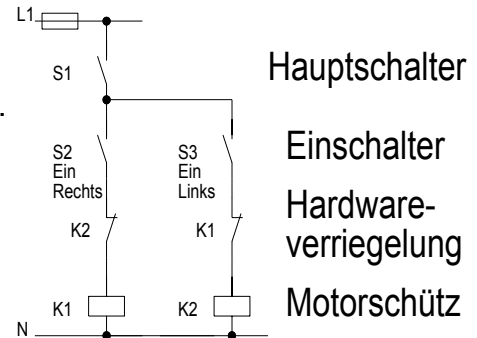 L1
S1
Hauptschalter
S2
Ein
Rechts
S3
Ein
Links
Einschalter
K2
K1
Hardware-
verriegelung
K1
K2
Motorschütz
N